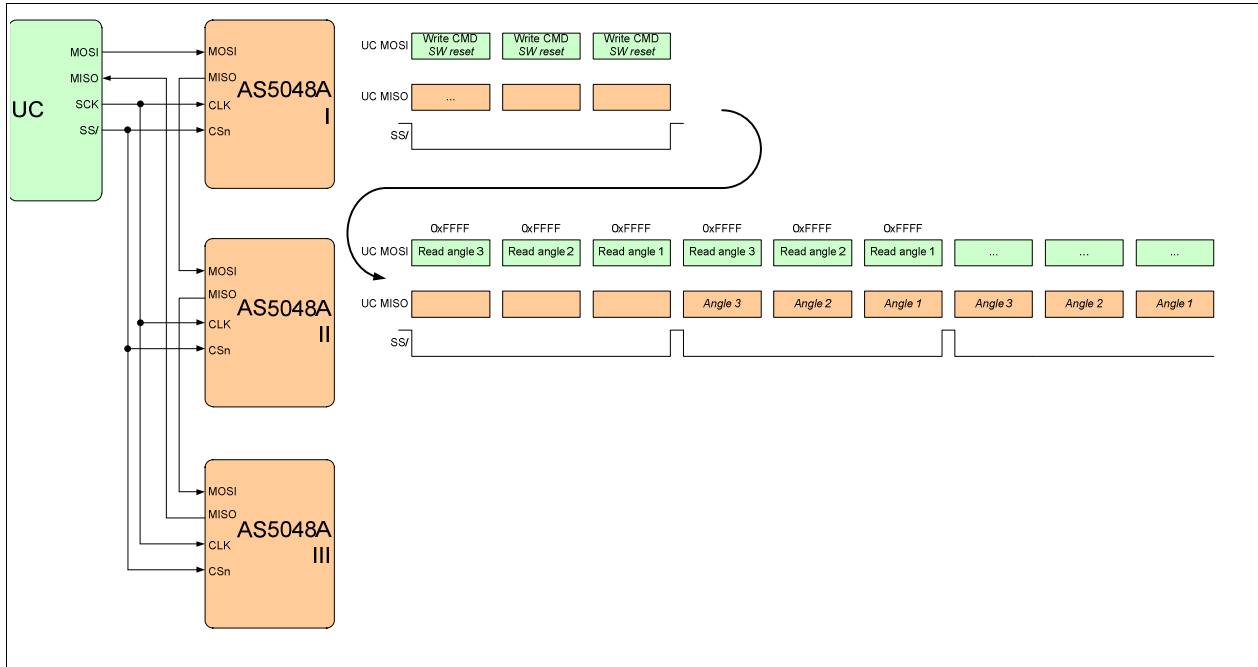 UC
MOSI
MISO
SCK
SS/
MOSI
MISO
AS5048A
I
CLK
CSn
MOSI
MISO
AS5048A
II
CLK
CSn
MOSI
MISO
AS5048A
III
CLK
CSn
UC MOSI
Write CMD
SW reset
Write CMD
SW reset
Write CMD
SW reset
UC MISO
...
SS/
0xFFFF 0xFFFF 0xFFFF 0xFFFF 0xFFFF 0xFFFF
UC MOSI Read angle 3 Read angle 2 Read angle 1 Read angle 3 Read angle 2 Read angle 1 ... ... ...
UC MISO Angle 3 Angle 2 Angle 1 Angle 3 Angle 2 Angle 1
SS/